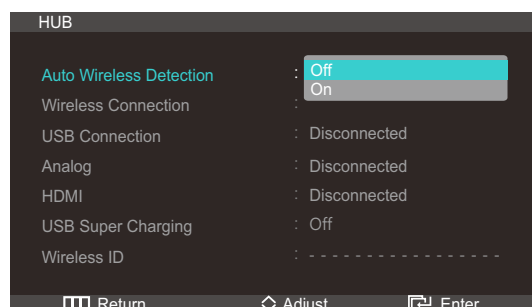 HUB
Auto Wireless Detection : Off
On
Wireless Connection :
USB Connection : Disconnected
Analog : Disconnected
HDMI : Disconnected
USB Super Charging : Off
Wireless ID : - - - - - - - - - - - - - - - - -
Return Adjust Enter